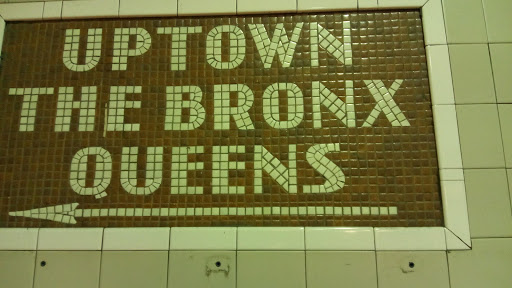 UPTOWN
THE BRONX
QUEENS